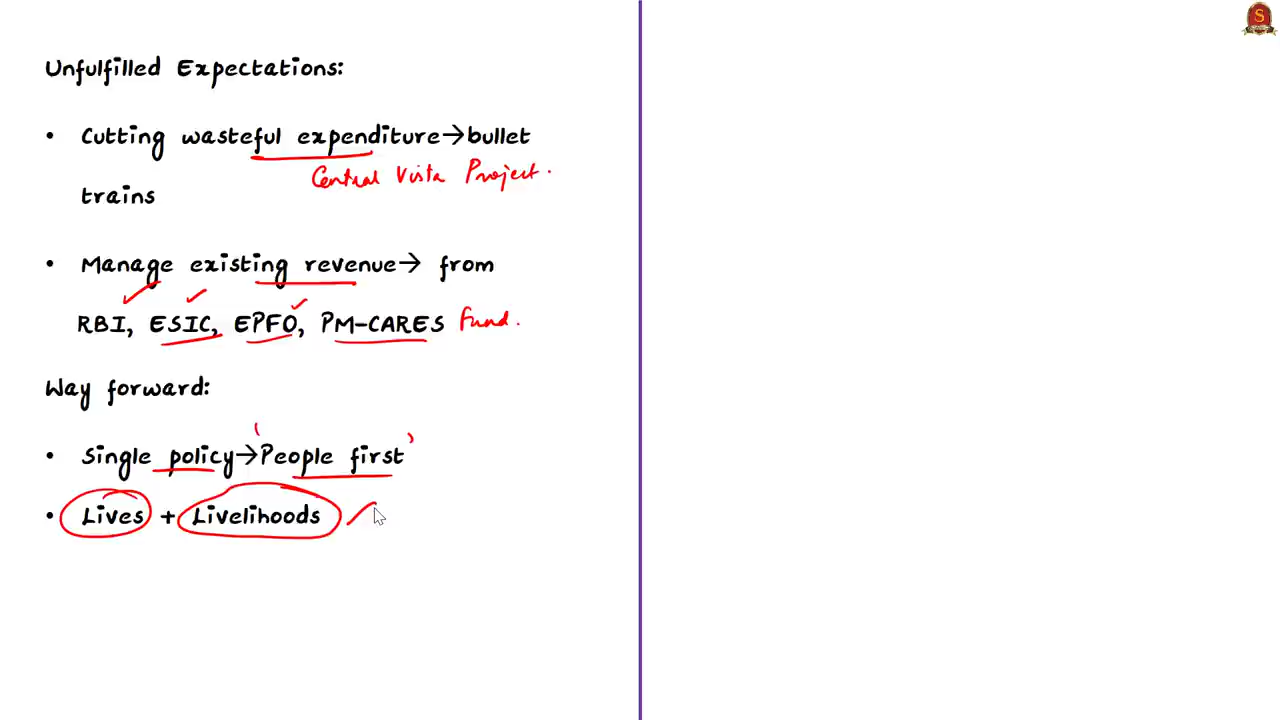 Unfulfilled Expectations:
• Cutting wasteful expenditure→bullet
Central Vista Project.
trains
• Manage existing revenue→ from
RBI, ESIC, EPFO, PM-CARES Fund.
Way forward:
• Single policy→'People first'
• Lives + Livelihoods
S